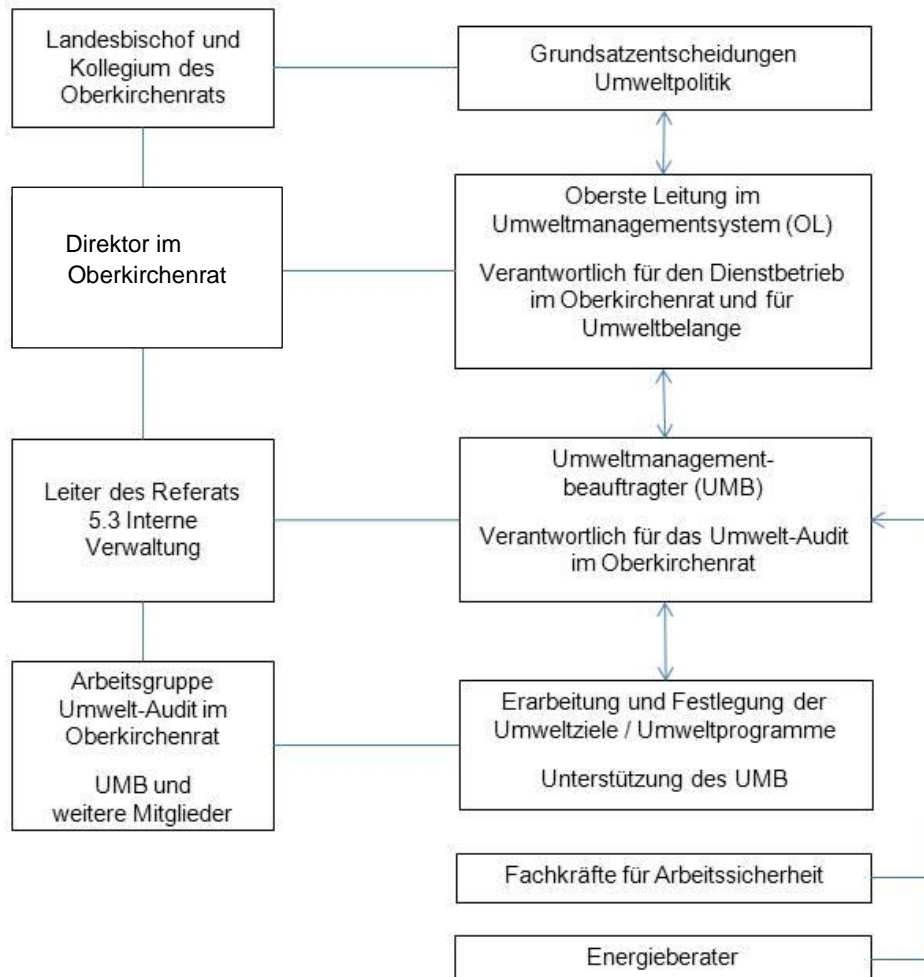 Landesbischof und
Kollegium des
Oberkirchenrats
Grundsatzentscheidungen
Umweltpolitik
Direktor im
Oberkirchenrat
Oberste Leitung im
Umweltmanagementsystem (OL)
Verantwortlich für den Dienstbetrieb
im Oberkirchenrat und für
Umweltbelange
Leiter des Referats
5.3 Interne
Verwaltung
Umweltmanagement-
beauftragter (UMB)
Verantwortlich für das Umwelt-Audit
im Oberkirchenrat
Arbeitsgruppe
Umwelt-Audit im
Oberkirchenrat
UMB und
weitere Mitglieder
Erarbeitung und Festlegung der
Umweltziele / Umweltprogramme
Unterstützung des UMB
Fachkräfte für Arbeitssicherheit
Energieberater